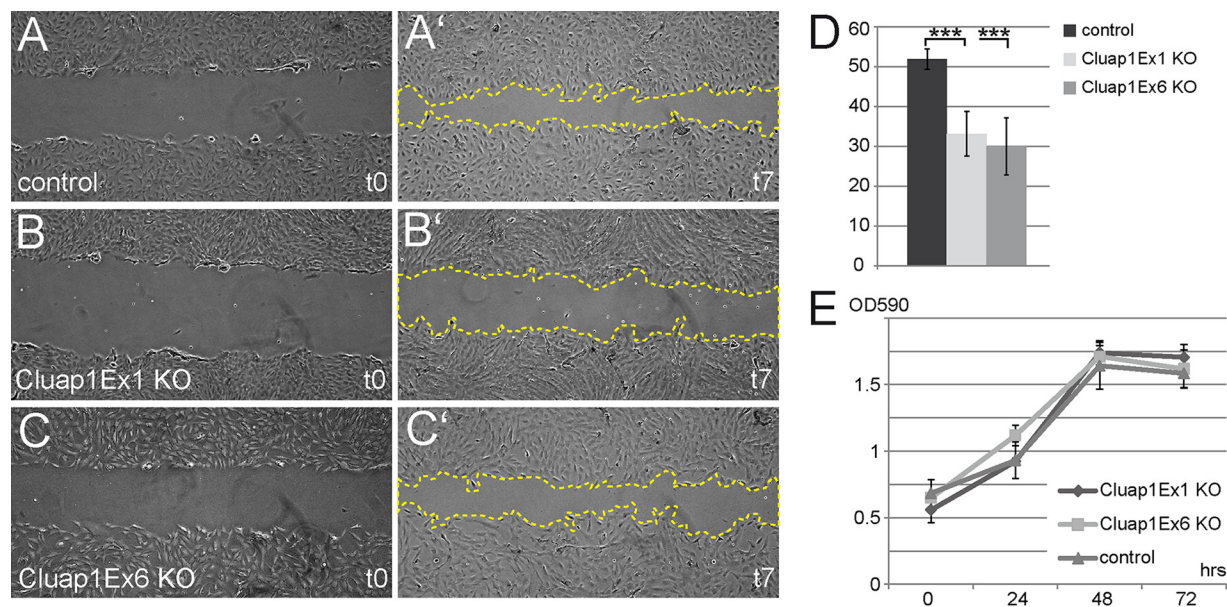 A
control
t0
A'
t7
B
Cluap1Ex1 KO
t0
B'
t7
C
Cluap1Ex6 KO
t0
C'
t7
D
60
50
40
30
20
10
0
*** ***
control
Cluap1Ex1 KO
Cluap1Ex6 KO
E
OD590
1.5
1
0.5
0
0 24 48 72
hrs
Cluap1Ex1 KO
Cluap1Ex6 KO
control